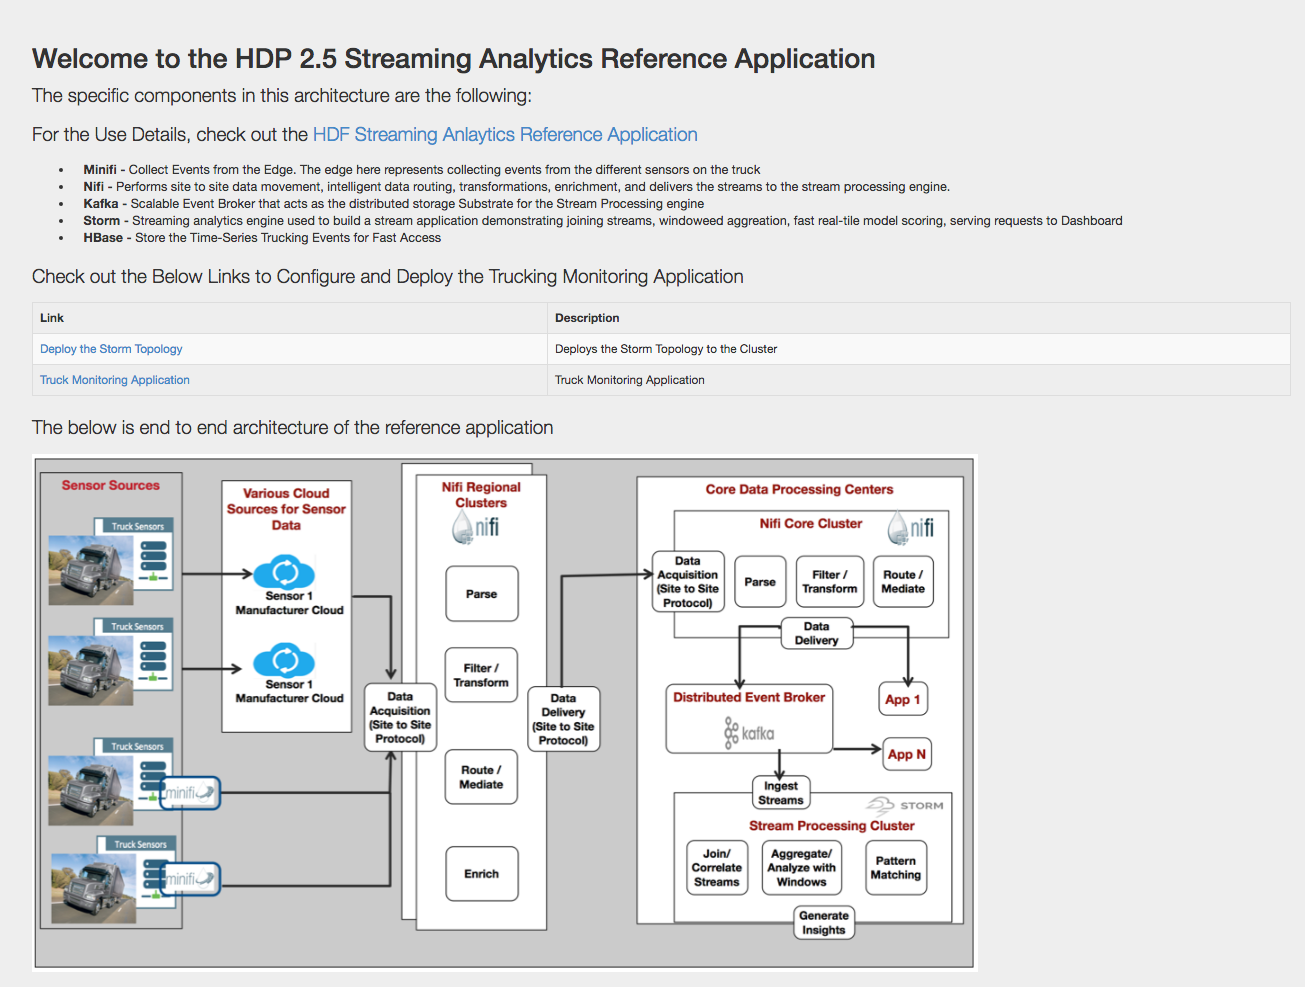 Welcome to the HDP 2.5 Streaming Analytics Reference Application
The specific components in this architecture are the following:
For the Use Details, check out the HDF Streaming Anlaytics Reference Application
• Minifi - Collect Events from the Edge. The edge here represents collecting events from the different sensors on the truck
• Nifi - Performs site to site data movement, intelligent data routing, transformations, enrichment, and delivers the streams to the stream processing engine.
• Kafka - Scalable Event Broker that acts as the distributed storage Substrate for the Stream Processing engine
• Storm - Streaming analytics engine used to build a stream application demonstrating joining streams, windoweed aggreation, fast real-tile model scoring, serving requests to Dashboard
• HBase - Store the Time-Series Trucking Events for Fast Access
Check out the Below Links to Configure and Deploy the Trucking Monitoring Application
Link Description
Deploy the Storm Topology Deploys the Storm Topology to the Cluster
Truck Monitoring Application Truck Monitoring Application
The below is end to end architecture of the reference application
Sensor Sources
Truck Sensors
Truck Sensors
Truck Sensors
minifi
Truck Sensors
minifi
Various Cloud
Sources for Sensor
Data
Sensor 1
Manufacturer Cloud
Sensor 1
Manufacturer Cloud
Data
Acquisition
(Site to Site
Protocol)
Nifi Regional
Clusters
nifi
Parse
Filter /
Transform
Route /
Mediate
Enrich
Data
Delivery
(Site to Site
Protocol)
Core Data Processing Centers
Nifi Core Cluster
nifi
Data
Acquisition
(Site to Site
Protocol)
Parse
Filter /
Transform
Route /
Mediate
Data
Delivery
Distributed Event Broker
kafka
App 1
App N
Ingest
Streams
STORM
Stream Processing Cluster
Join/
Correlate
Streams
Aggregate/
Analyze with
Windows
Pattern
Matching
Generate
Insights